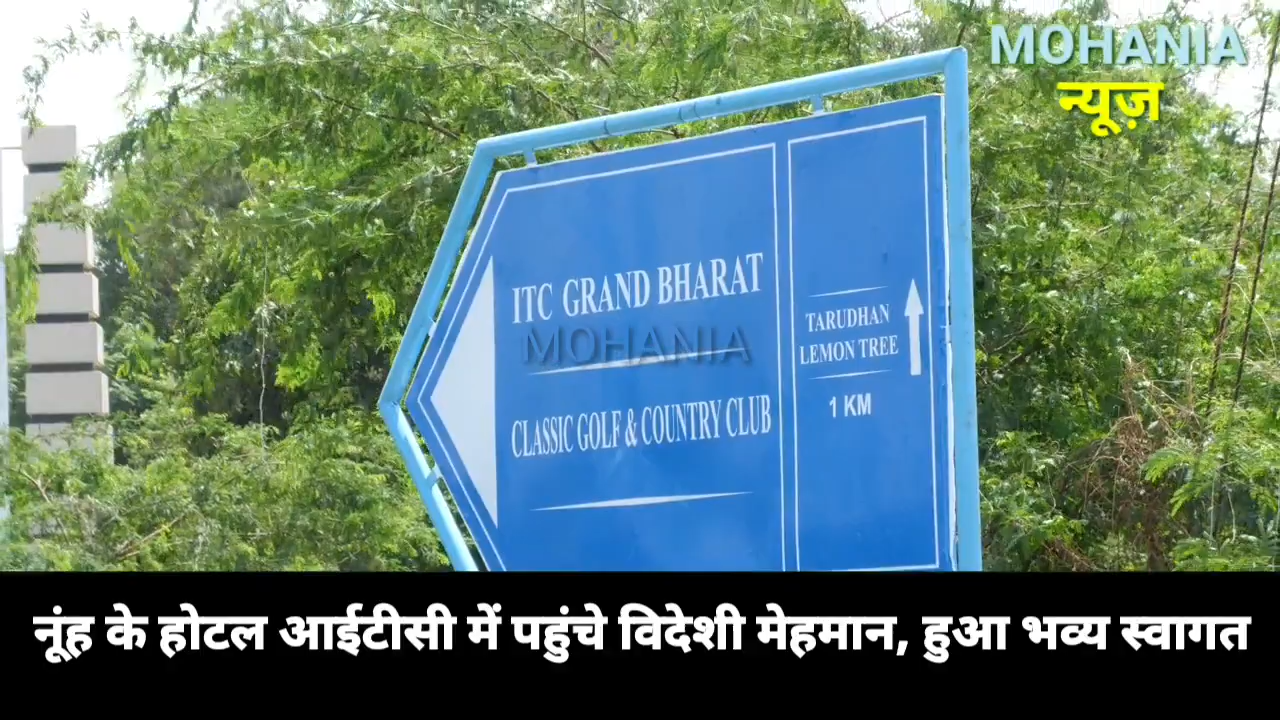 MOHANIA
न्यूज़
ITC GRAND BHARAT
MOHANIA
CLASSIC GOLF & COUNTRY CLUB
TARUDHAN
LEMON TREE
1 KM
नूंह के होटल आईटीसी में पहुंचे विदेशी मेहमान, हुआ भव्य स्वागत